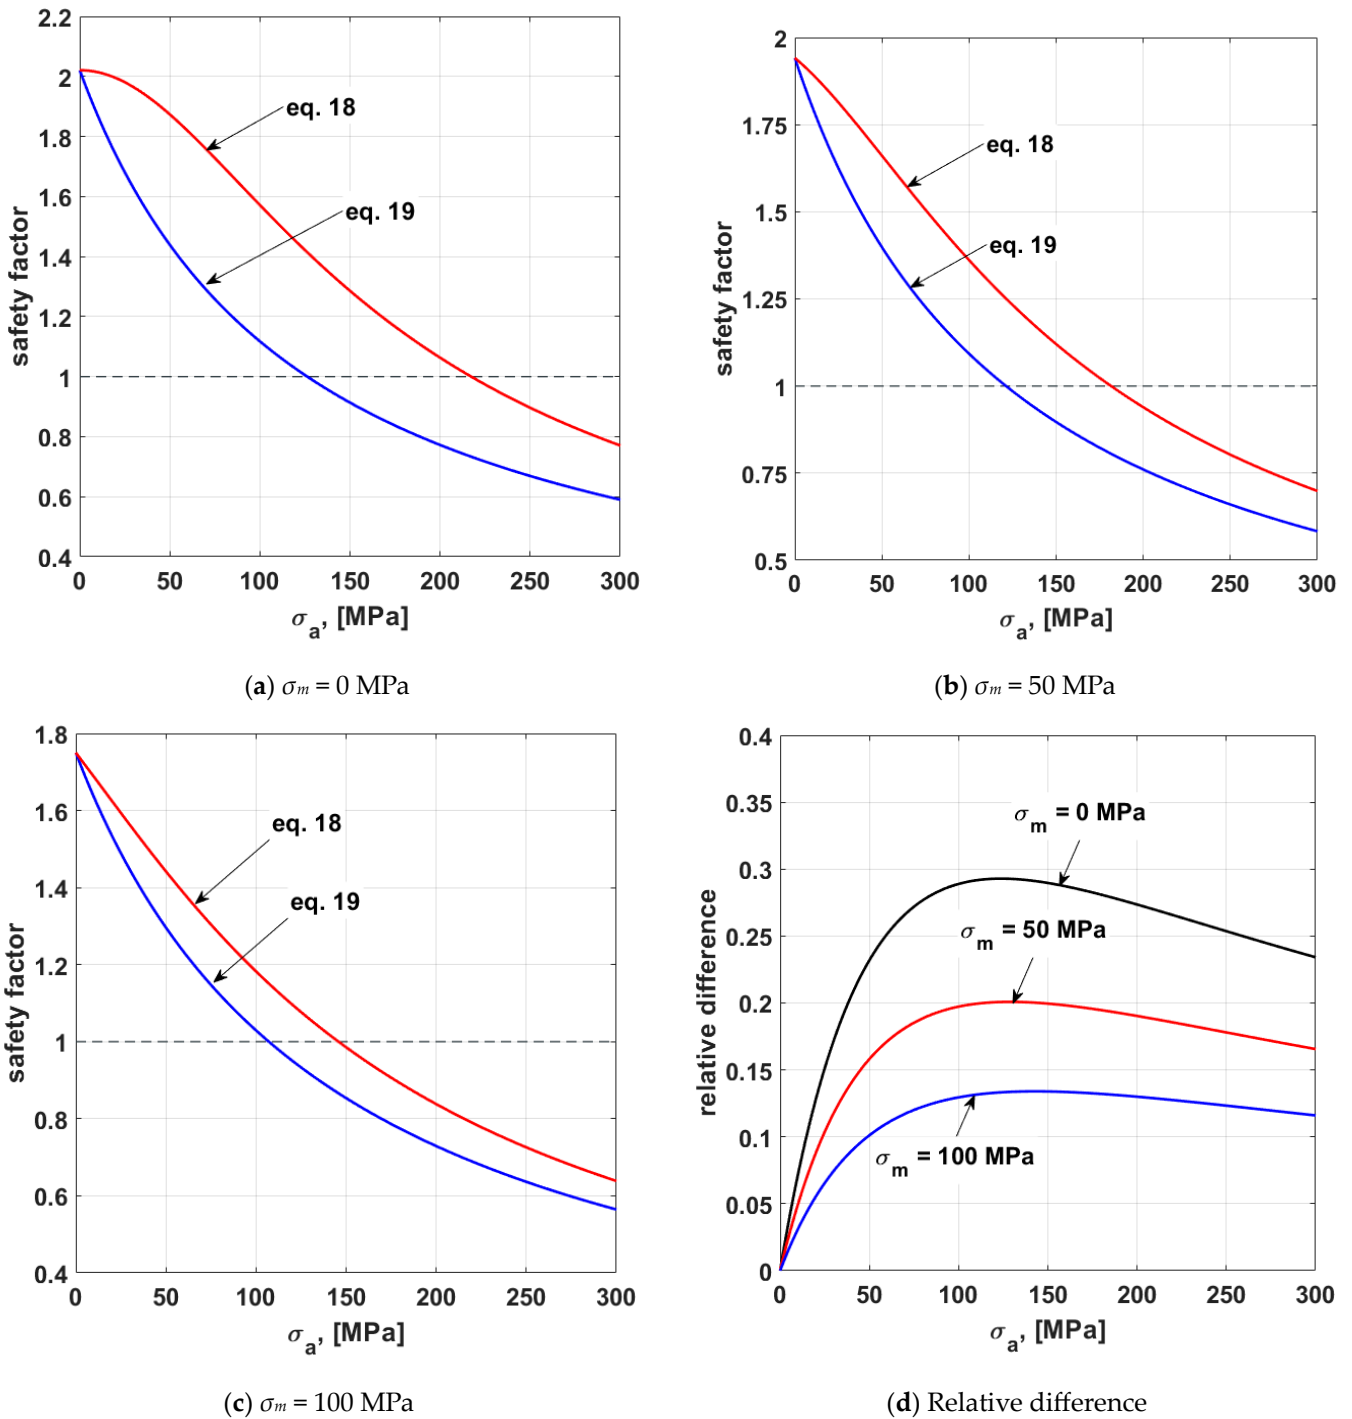 2.2
2
1.8
1.6
1.4
1.2
1
0.8
0.6
0.4
safety factor
eq. 18
eq. 19
0 50 100 150 200 250 300
σa, [MPa]
(a) σm = 0 MPa
2
1.75
1.5
1.25
1
0.75
0.5
safety factor
eq. 18
eq. 19
0 50 100 150 200 250 300
σa, [MPa]
(b) σm = 50 MPa
1.8
1.6
1.4
1.2
1
0.8
0.6
0.4
safety factor
eq. 18
eq. 19
0 50 100 150 200 250 300
σa, [MPa]
(c) σm = 100 MPa
0.4
0.35
0.3
0.25
0.2
0.15
0.1
0.05
0
relative difference
σm = 0 MPa
σm = 50 MPa
σm = 100 MPa
0 50 100 150 200 250 300
σa, [MPa]
(d) Relative difference